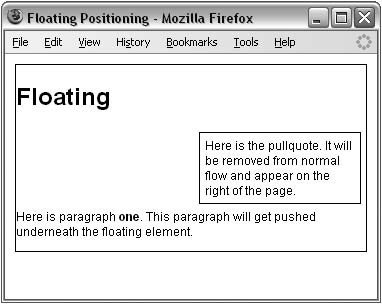 Floating Positioning - Mozilla Firefox
File Edit View History Bookmarks Tools Help
Floating
Here is the pullquote. It will
be removed from normal
flow and appear on the
right of the page.
Here is paragraph one. This paragraph will get pushed
underneath the floating element.